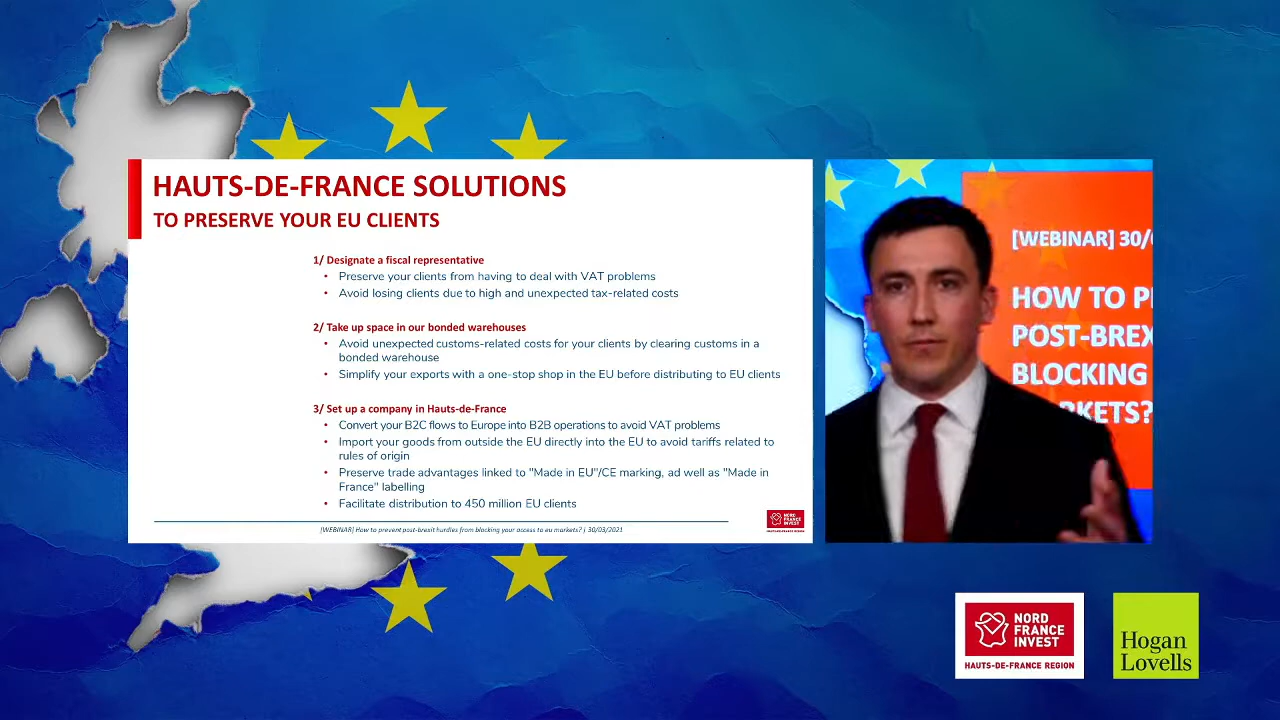 HAUTS-DE-FRANCE SOLUTIONS
TO PRESERVE YOUR EU CLIENTS
1/ Designate a fiscal representative
• Preserve your clients from having to deal with VAT problems
• Avoid losing clients due to high and unexpected tax-related costs
2/ Take up space in our bonded warehouses
• Avoid unexpected customs-related costs for your clients by clearing customs in a
bonded warehouse
• Simplify your exports with a one-stop shop in the EU before distributing to EU clients
3/ Set up a company in Hauts-de-France
• Convert your B2C flows to Europe into B2B operations to avoid VAT problems
• Import your goods from outside the EU directly into the EU to avoid tariffs related to
rules of origin
• Preserve trade advantages linked to "Made in EU"/CE marking, ad well as "Made in
France" labelling
• Facilitate distribution to 450 million EU clients
[WEBINAR] How to prevent post-brexit hurdles from blocking your access to eu markets? | 30/03/2021
NORD
FRANCE
INVEST
HAUTS-DE-FRANCE REGION
[WEBINAR] 30/
HOW TO P
POST-BREX
BLOCKING
RKETS?
NORD
FRANCE
INVEST
HAUTS-DE-FRANCE REGION
Hogan
Lovells